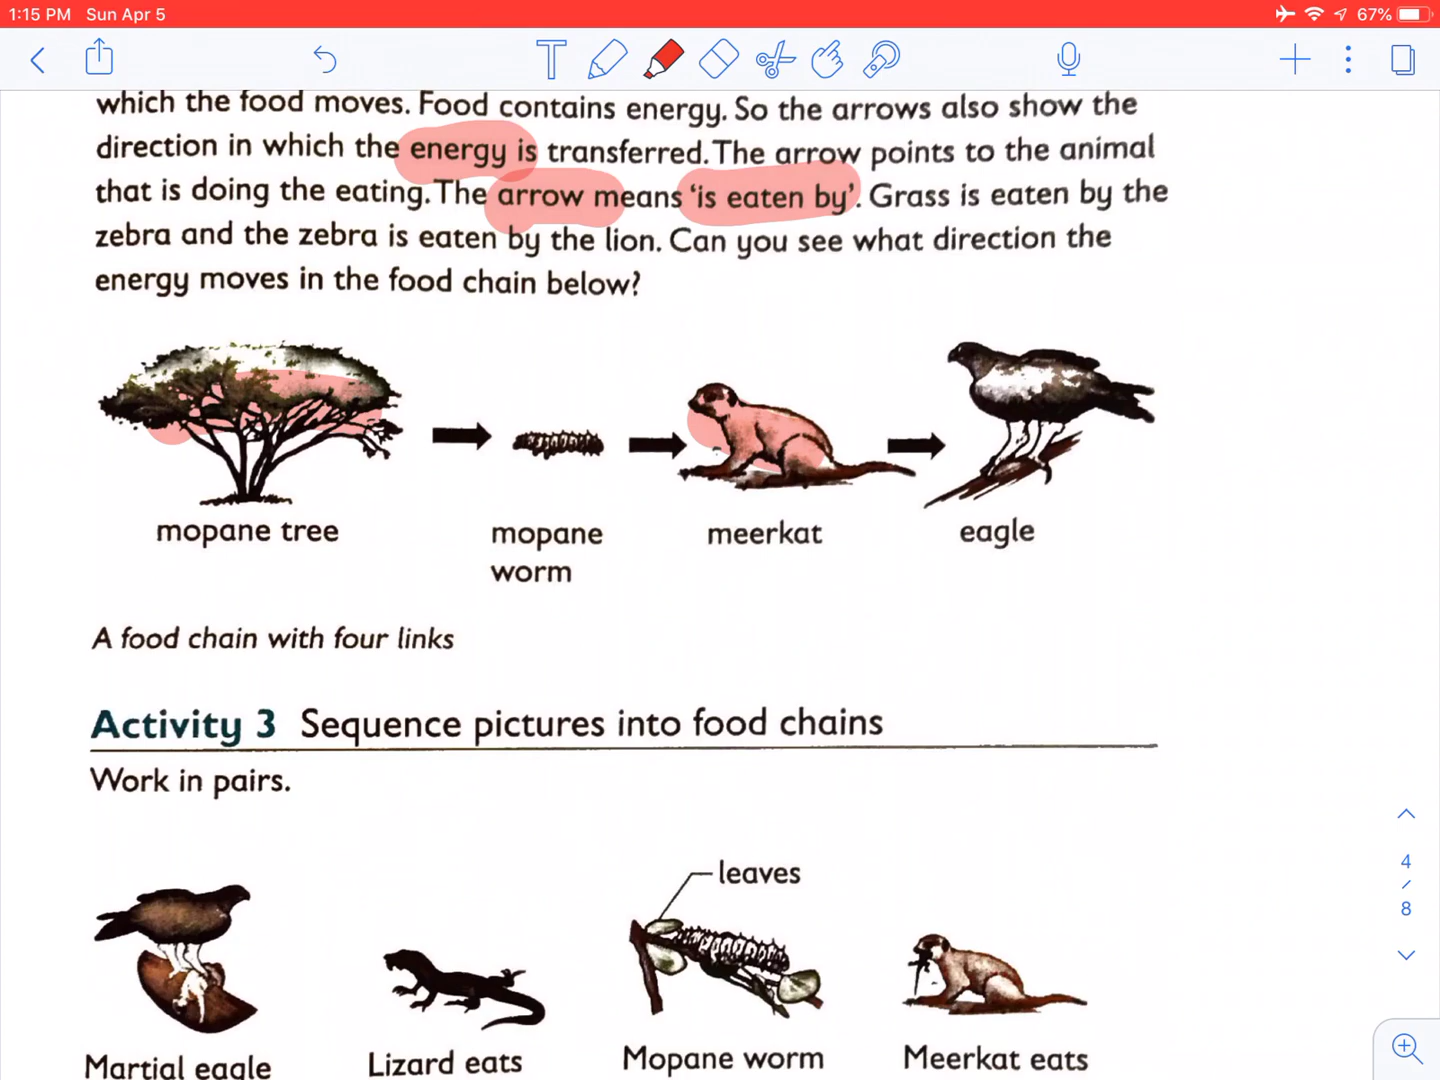 1:15 PM Sun Apr 5
67%
which the food moves. Food contains energy. So the arrows also show the
direction in which the energy is transferred. The arrow points to the animal
that is doing the eating. The arrow means ‘is eaten by’. Grass is eaten by the
zebra and the zebra is eaten by the lion. Can you see what direction the
energy moves in the food chain below?
mopane tree
mopane
worm
meerkat
eagle
A food chain with four links
Activity 3 Sequence pictures into food chains
Work in pairs.
leaves
4
/
8
Martial eagle
Lizard eats
Mopane worm
Meerkat eats